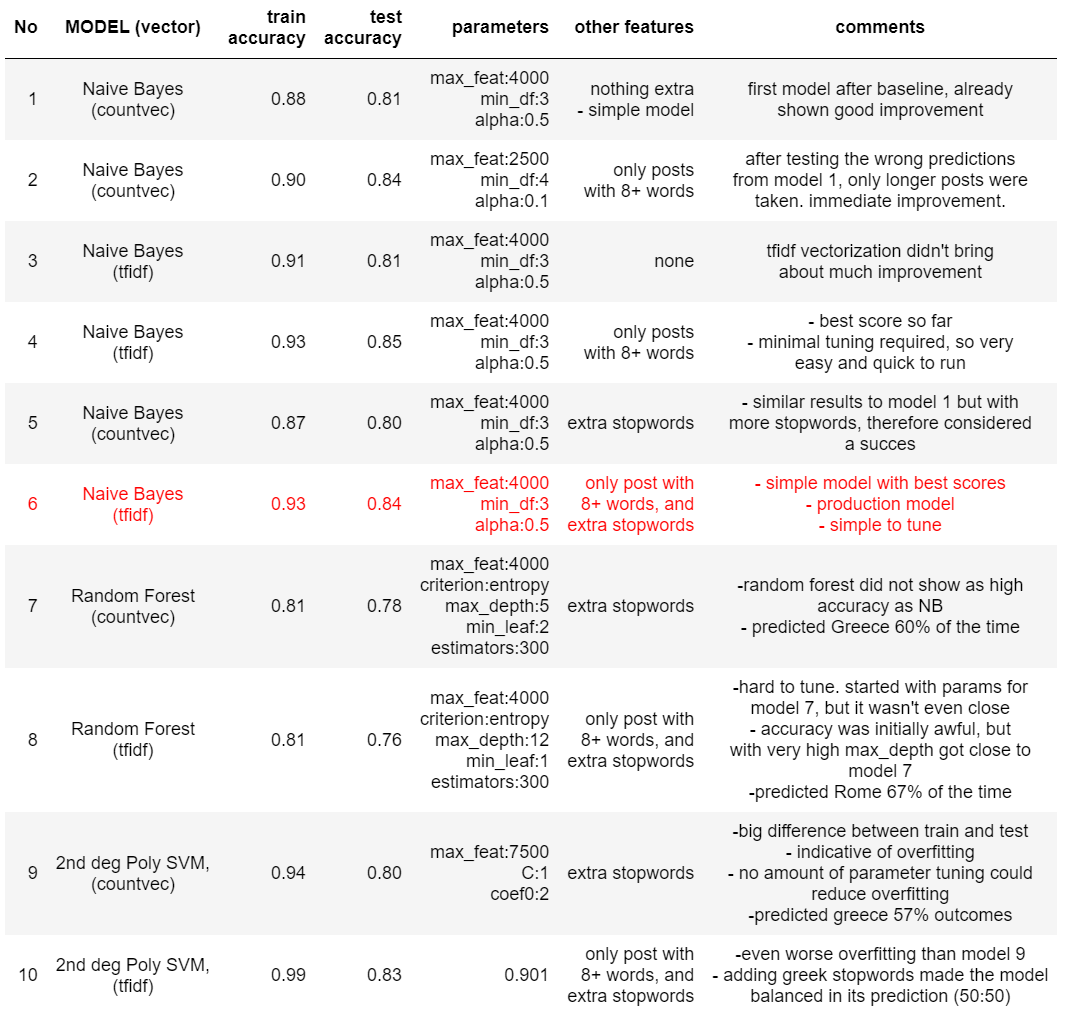 No MODEL (vector) train accuracy test accuracy parameters other features comments
1 Naive Bayes (countvec) 0.88 0.81 max_feat:4000 min_df:3 alpha:0.5 nothing extra - simple model first model after baseline, already shown good improvement
2 Naive Bayes (countvec) 0.90 0.84 max_feat:2500 min_df:4 alpha:0.1 only posts with 8+ words after testing the wrong predictions from model 1, only longer posts were taken. immediate improvement.
3 Naive Bayes (tfidf) 0.91 0.81 max_feat:4000 min_df:3 alpha:0.5 none tfidf vectorization didn't bring about much improvement
4 Naive Bayes (tfidf) 0.93 0.85 max_feat:4000 min_df:3 alpha:0.5 only posts with 8+ words - best score so far - minimal tuning required, so very easy and quick to run
5 Naive Bayes (countvec) 0.87 0.80 max_feat:4000 min_df:3 alpha:0.5 extra stopwords - similar results to model 1 but with more stopwords, therefore considered a succes
6 Naive Bayes (tfidf) 0.93 0.84 max_feat:4000 min_df:3 alpha:0.5 only post with 8+ words, and extra stopwords - simple model with best scores - production model - simple to tune
7 Random Forest (countvec) 0.81 0.78 max_feat:4000 criterion:entropy max_depth:5 min_leaf:2 estimators:300 extra stopwords -random forest did not show as high accuracy as NB - predicted Greece 60% of the time
8 Random Forest (tfidf) 0.81 0.76 max_feat:4000 criterion:entropy max_depth:12 min_leaf:1 estimators:300 only post with 8+ words, and extra stopwords -hard to tune. started with params for model 7, but it wasn't even close - accuracy was initially awful, but with very high max_depth got close to model 7 -predicted Rome 67% of the time
9 2nd deg Poly SVM, (countvec) 0.94 0.80 max_feat:7500 C:1 coef0:2 extra stopwords -big difference between train and test - indicative of overfitting - no amount of parameter tuning could reduce overfitting -predicted greece 57% outcomes
10 2nd deg Poly SVM, (tfidf) 0.99 0.83 0.901 only post with 8+ words, and extra stopwords -even worse overfitting than model 9 - adding greek stopwords made the model balanced in its prediction (50:50)